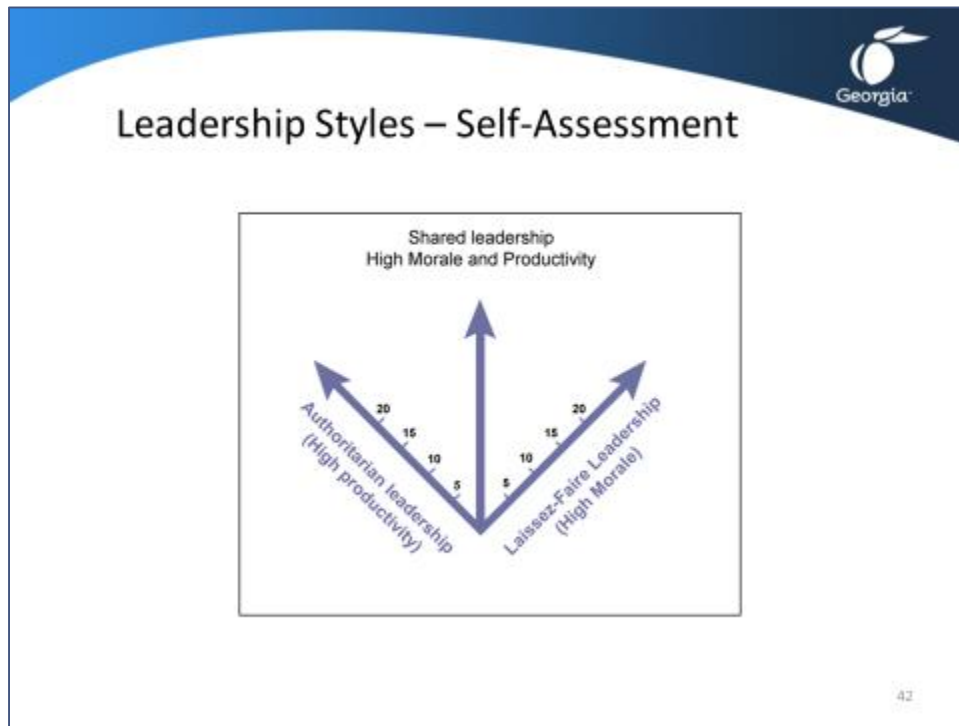 Georgia
Leadership Styles – Self-Assessment
Shared leadership
High Morale and Productivity
20
15
10
5
Authoritarian leadership
(High productivity)
20
15
10
5
Laissez-Faire Leadership
(High Morale)
42